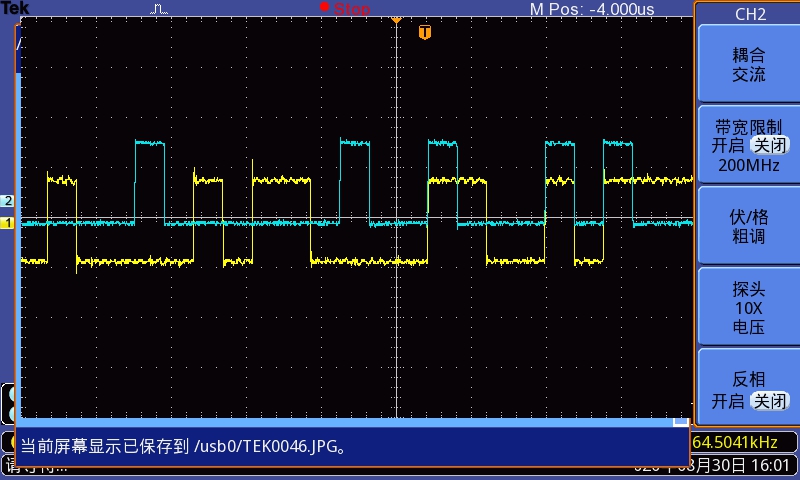 Tek
Stop
M Pos: -4.000us
CH2
T
耦合
交流
带宽限制
开启 关闭
200MHz
2
1
伏/格
粗调
探头
10X
电压
反相
开启 关闭
当前屏幕显示已保存到 /usb0/TEK0046.JPG。
64.5041kHz
请等待...
月30日 16:01